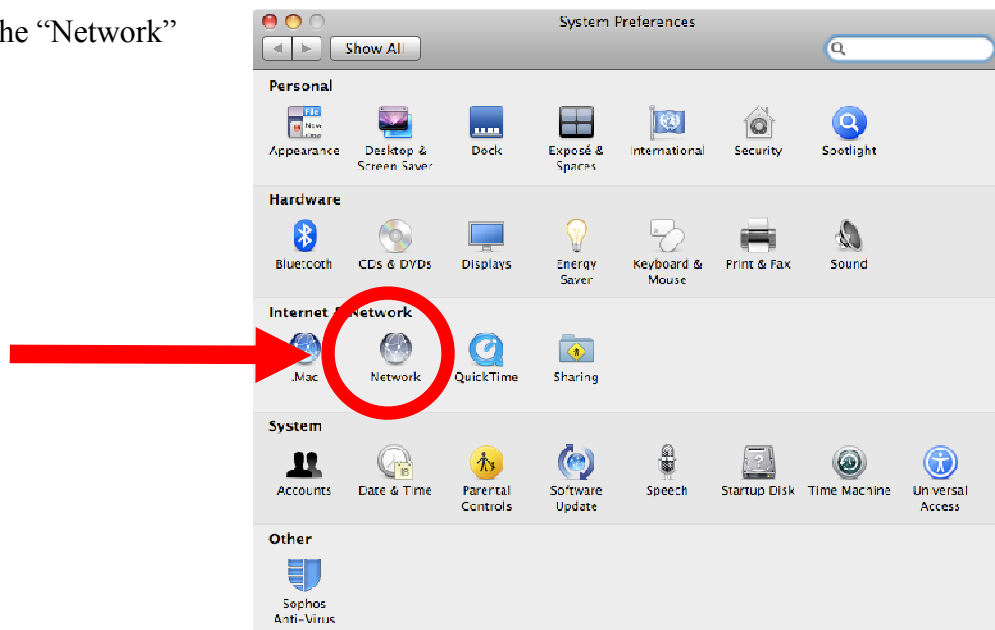 he “Network”
System Preferences
Show All
Personal
File
New
Appearance
Desktop &
Screen Saver
Dock
Exposé &
Spaces
International
Security
Spotlight
Hardware
Bluetooth
CDs & DVDs
Displays
Energy
Saver
Keyboard &
Mouse
Print & Fax
Sound
Internet & Network
.Mac
Network
QuickTime
Sharing
System
Accounts
Date & Time
Parental
Controls
Software
Update
Speech
Startup Disk
Time Machine
Universal
Access
Other
Sophos
Anti-Virus